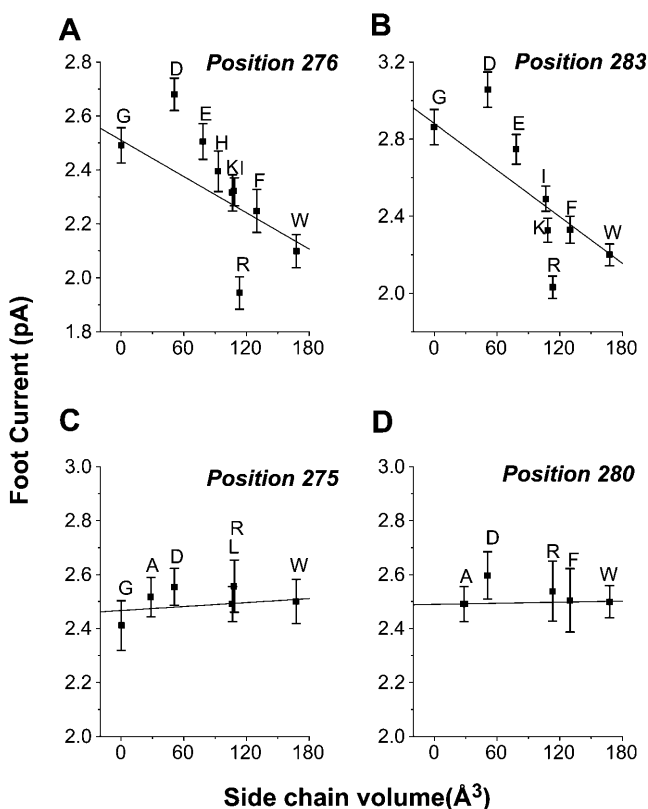 A
Position 276
2.8
2.6
2.4
2.2
2.0
1.8
G
D
E
H
K
I
L
F
R
W
0
60
120
180
B
Position 283
3.2
2.8
2.4
2.0
G
D
E
I
K
F
R
W
0
60
120
180
Foot Current (pA)
C
Position 275
3.0
2.8
2.6
2.4
2.2
2.0
G
A
D
R
L
W
0
60
120
180
D
Position 280
3.0
2.8
2.6
2.4
2.2
2.0
A
D
R
F
W
0
60
120
180
Side chain volume(Å³)